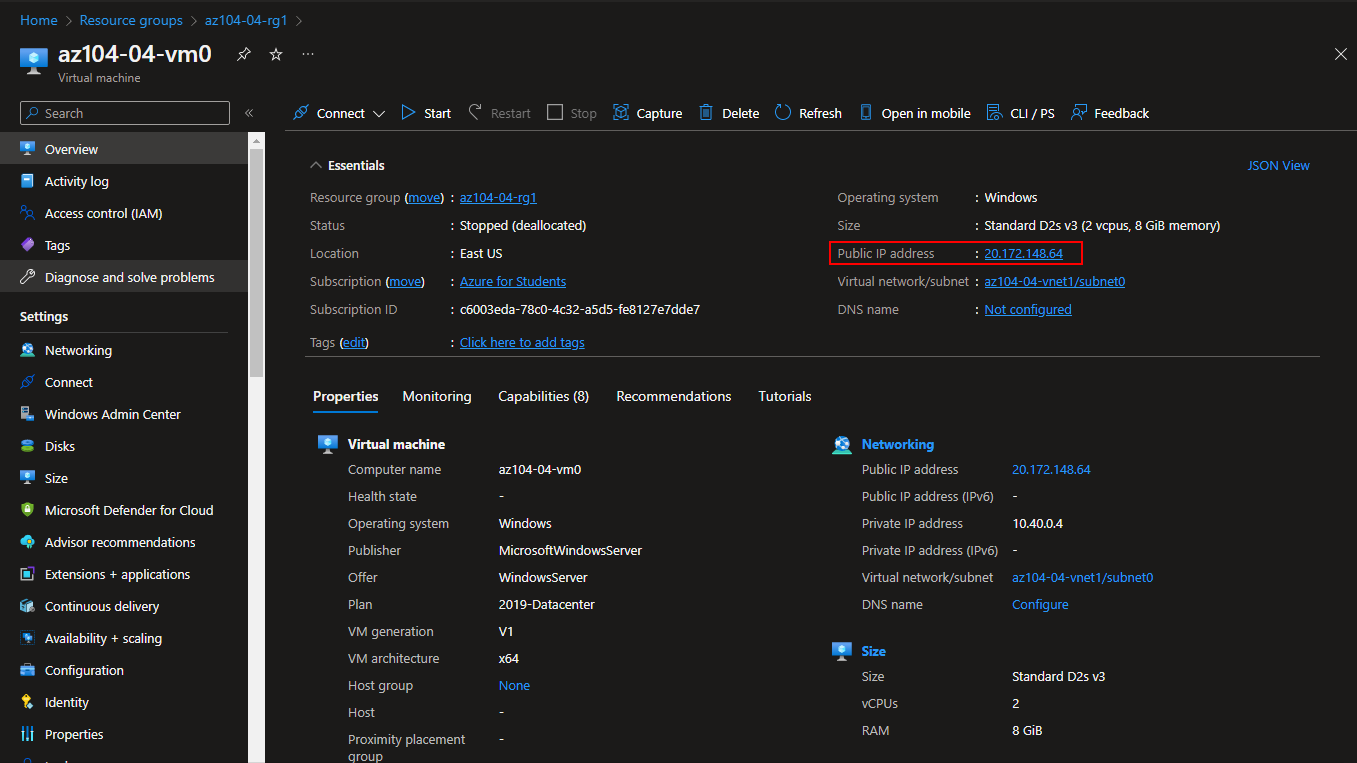 Home > Resource groups > az104-04-rg1 >
az104-04-vm0 ...
Virtual machine
Search «
Connect Start Restart Stop Capture Delete Refresh Open in mobile CLI / PS Feedback
Overview
Activity log
Access control (IAM)
Tags
Diagnose and solve problems
Settings
Networking
Connect
Windows Admin Center
Disks
Size
Microsoft Defender for Cloud
Advisor recommendations
Extensions + applications
Continuous delivery
Availability + scaling
Configuration
Identity
Properties
Essentials JSON View
Resource group (move) : az104-04-rg1
Status : Stopped (deallocated)
Location : East US
Subscription (move) : Azure for Students
Subscription ID : c6003eda-78c0-4c32-a5d5-fe8127e7dde7
Tags (edit) : Click here to add tags
Operating system : Windows
Size : Standard D2s v3 (2 vcpus, 8 GiB memory)
Public IP address : 20.172.148.64
Virtual network/subnet : az104-04-vnet1/subnet0
DNS name : Not configured
Properties Monitoring Capabilities (8) Recommendations Tutorials
Virtual machine
Computer name az104-04-vm0
Health state -
Operating system Windows
Publisher MicrosoftWindowsServer
Offer WindowsServer
Plan 2019-Datacenter
VM generation V1
VM architecture x64
Host group None
Host -
Proximity placement -
group
Networking
Public IP address 20.172.148.64
Public IP address (IPv6) -
Private IP address 10.40.0.4
Private IP address (IPv6) -
Virtual network/subnet az104-04-vnet1/subnet0
DNS name Configure
Size
Size Standard D2s v3
vCPUs 2
RAM 8 GiB